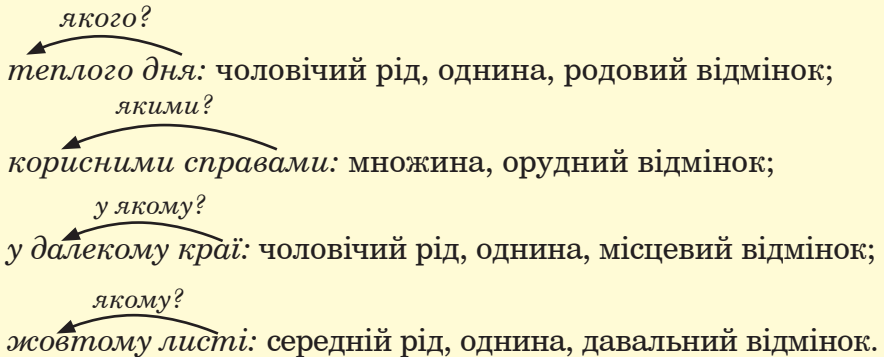 якого?
теплого дня: чоловічий рід, однина, родовий відмінок;
якими?
корисними справами: множина, орудний відмінок;
у якому?
у далекому краї: чоловічий рід, однина, місцевий відмінок;
якому?
жовтому листі: середній рід, однина, давальний відмінок.